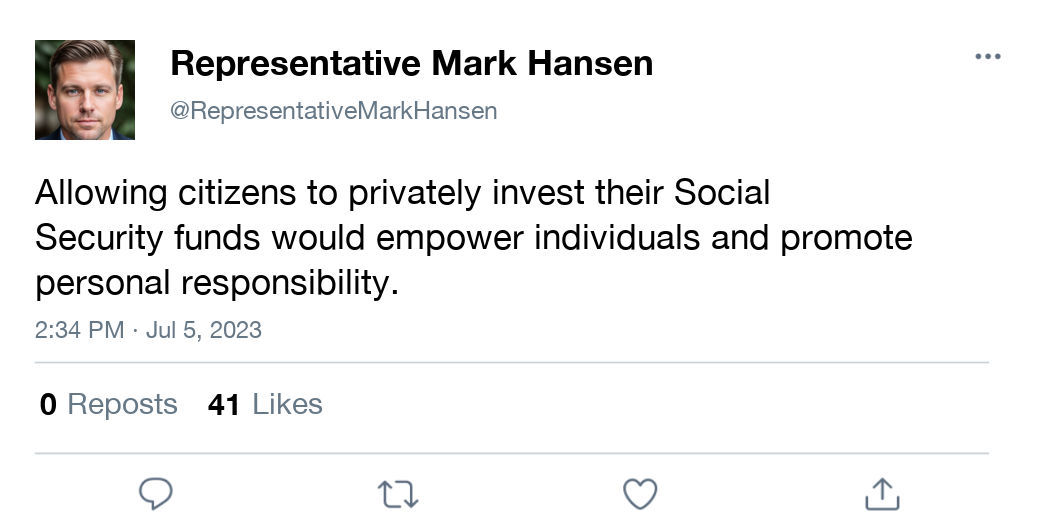 Representative Mark Hansen
@RepresentativeMarkHansen
Allowing citizens to privately invest their Social
Security funds would empower individuals and promote
personal responsibility.
2:34 PM · Jul 5, 2023
0 Reposts 41 Likes